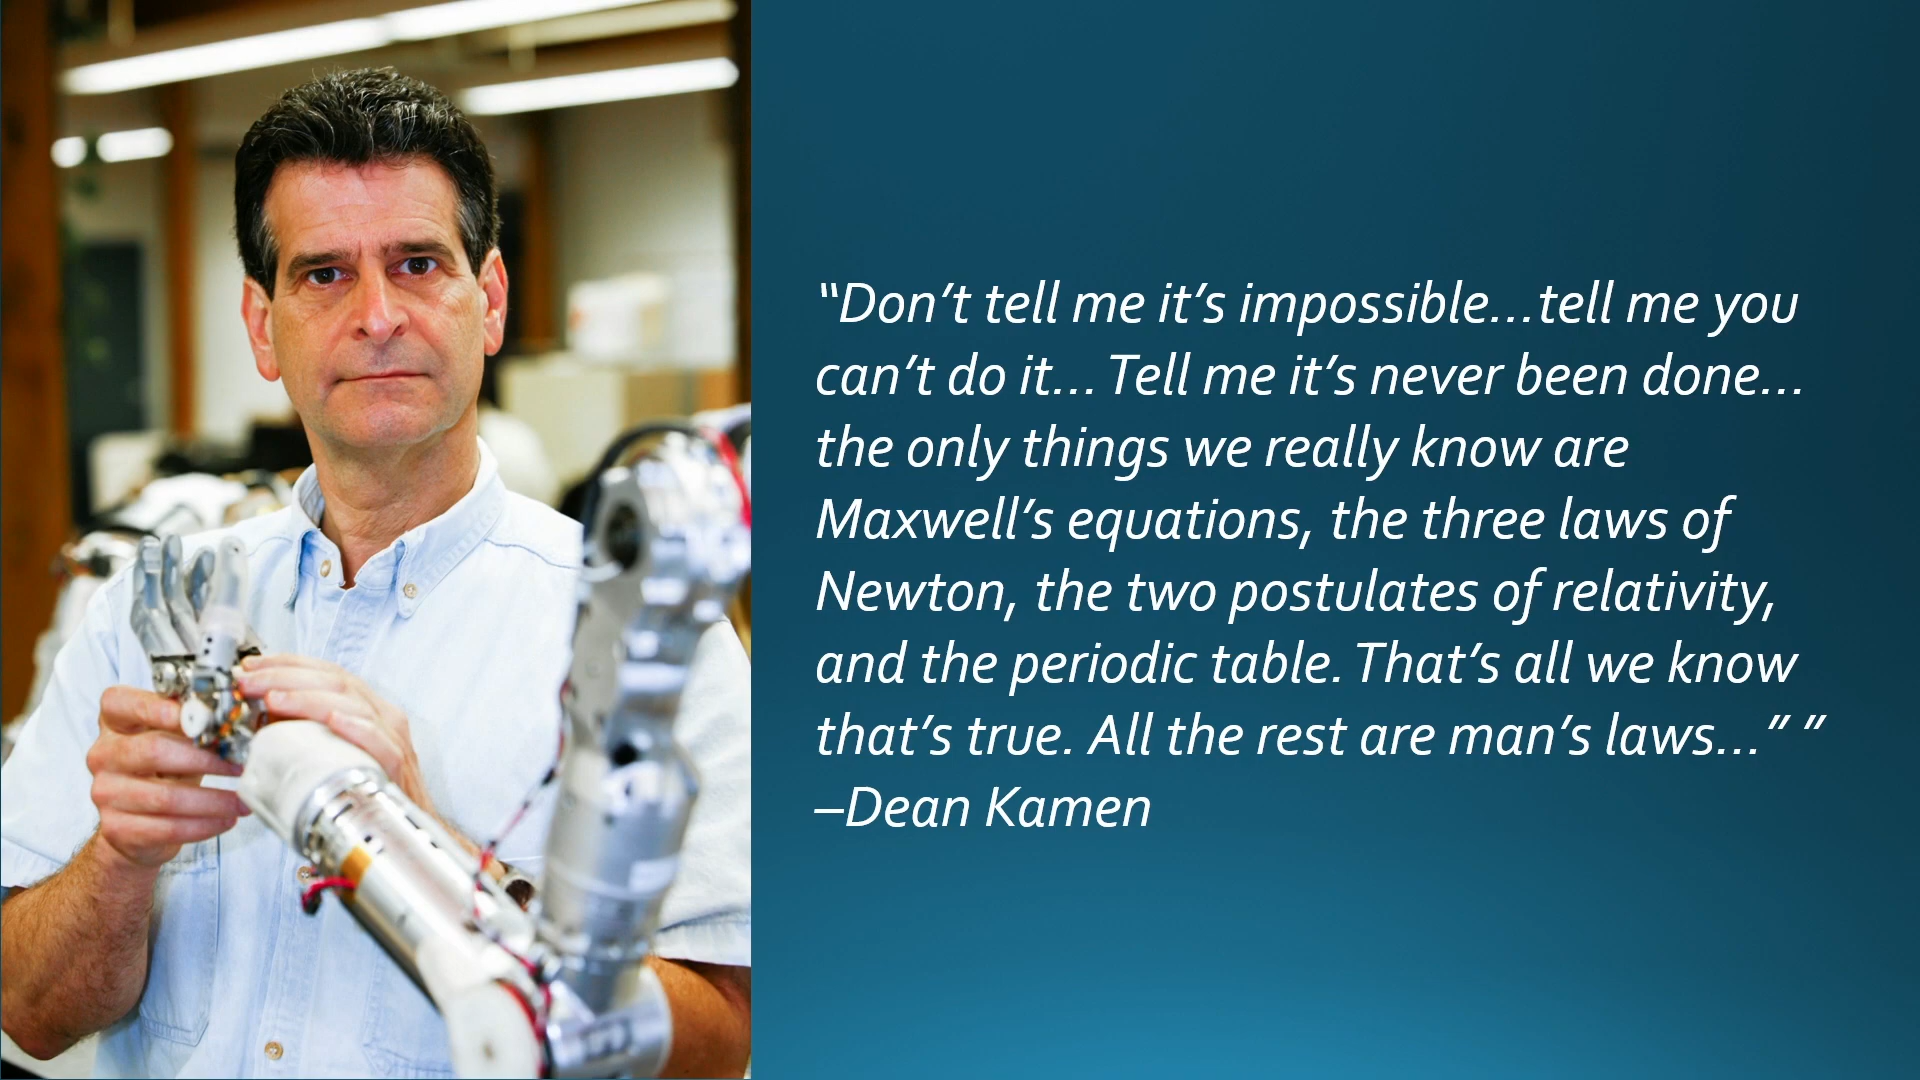 “Don’t tell me it’s impossible…tell me you
can’t do it… Tell me it’s never been done…
the only things we really know are
Maxwell’s equations, the three laws of
Newton, the two postulates of relativity,
and the periodic table. That’s all we know
that’s true. All the rest are man’s laws…” ”
–Dean Kamen